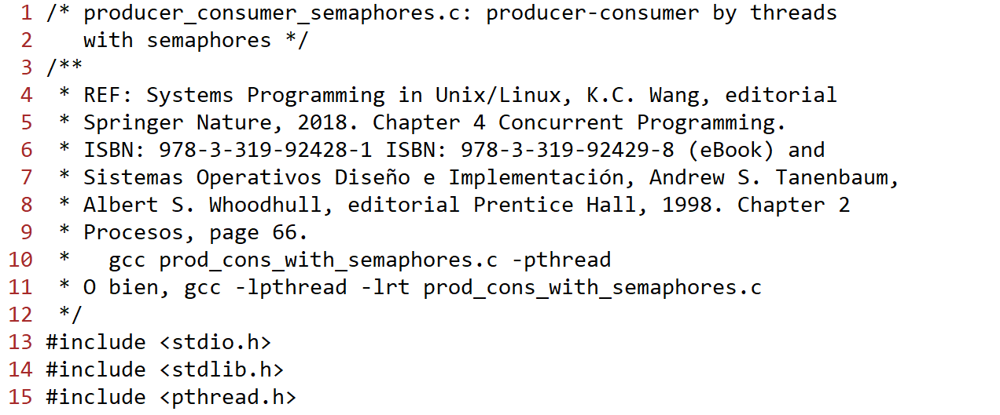 1 /* producer_consumer_semaphores.c: producer-consumer by threads
2    with semaphores */
3 /**
4  * REF: Systems Programming in Unix/Linux, K.C. Wang, editorial
5  * Springer Nature, 2018. Chapter 4 Concurrent Programming.
6  * ISBN: 978-3-319-92428-1 ISBN: 978-3-319-92429-8 (eBook) and
7  * Sistemas Operativos Diseño e Implementación, Andrew S. Tanenbaum,
8  * Albert S. Whoodhull, editorial Prentice Hall, 1998. Chapter 2
9  * Procesos, page 66.
10  *   gcc prod_cons_with_semaphores.c -pthread
11  * O bien, gcc -lpthread -lrt prod_cons_with_semaphores.c
12  */
13 #include <stdio.h>
14 #include <stdlib.h>
15 #include <pthread.h>